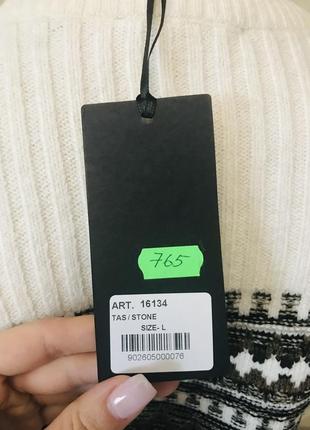 765
ART. 16134
TAS / STONE
SIZE- L
902605000076